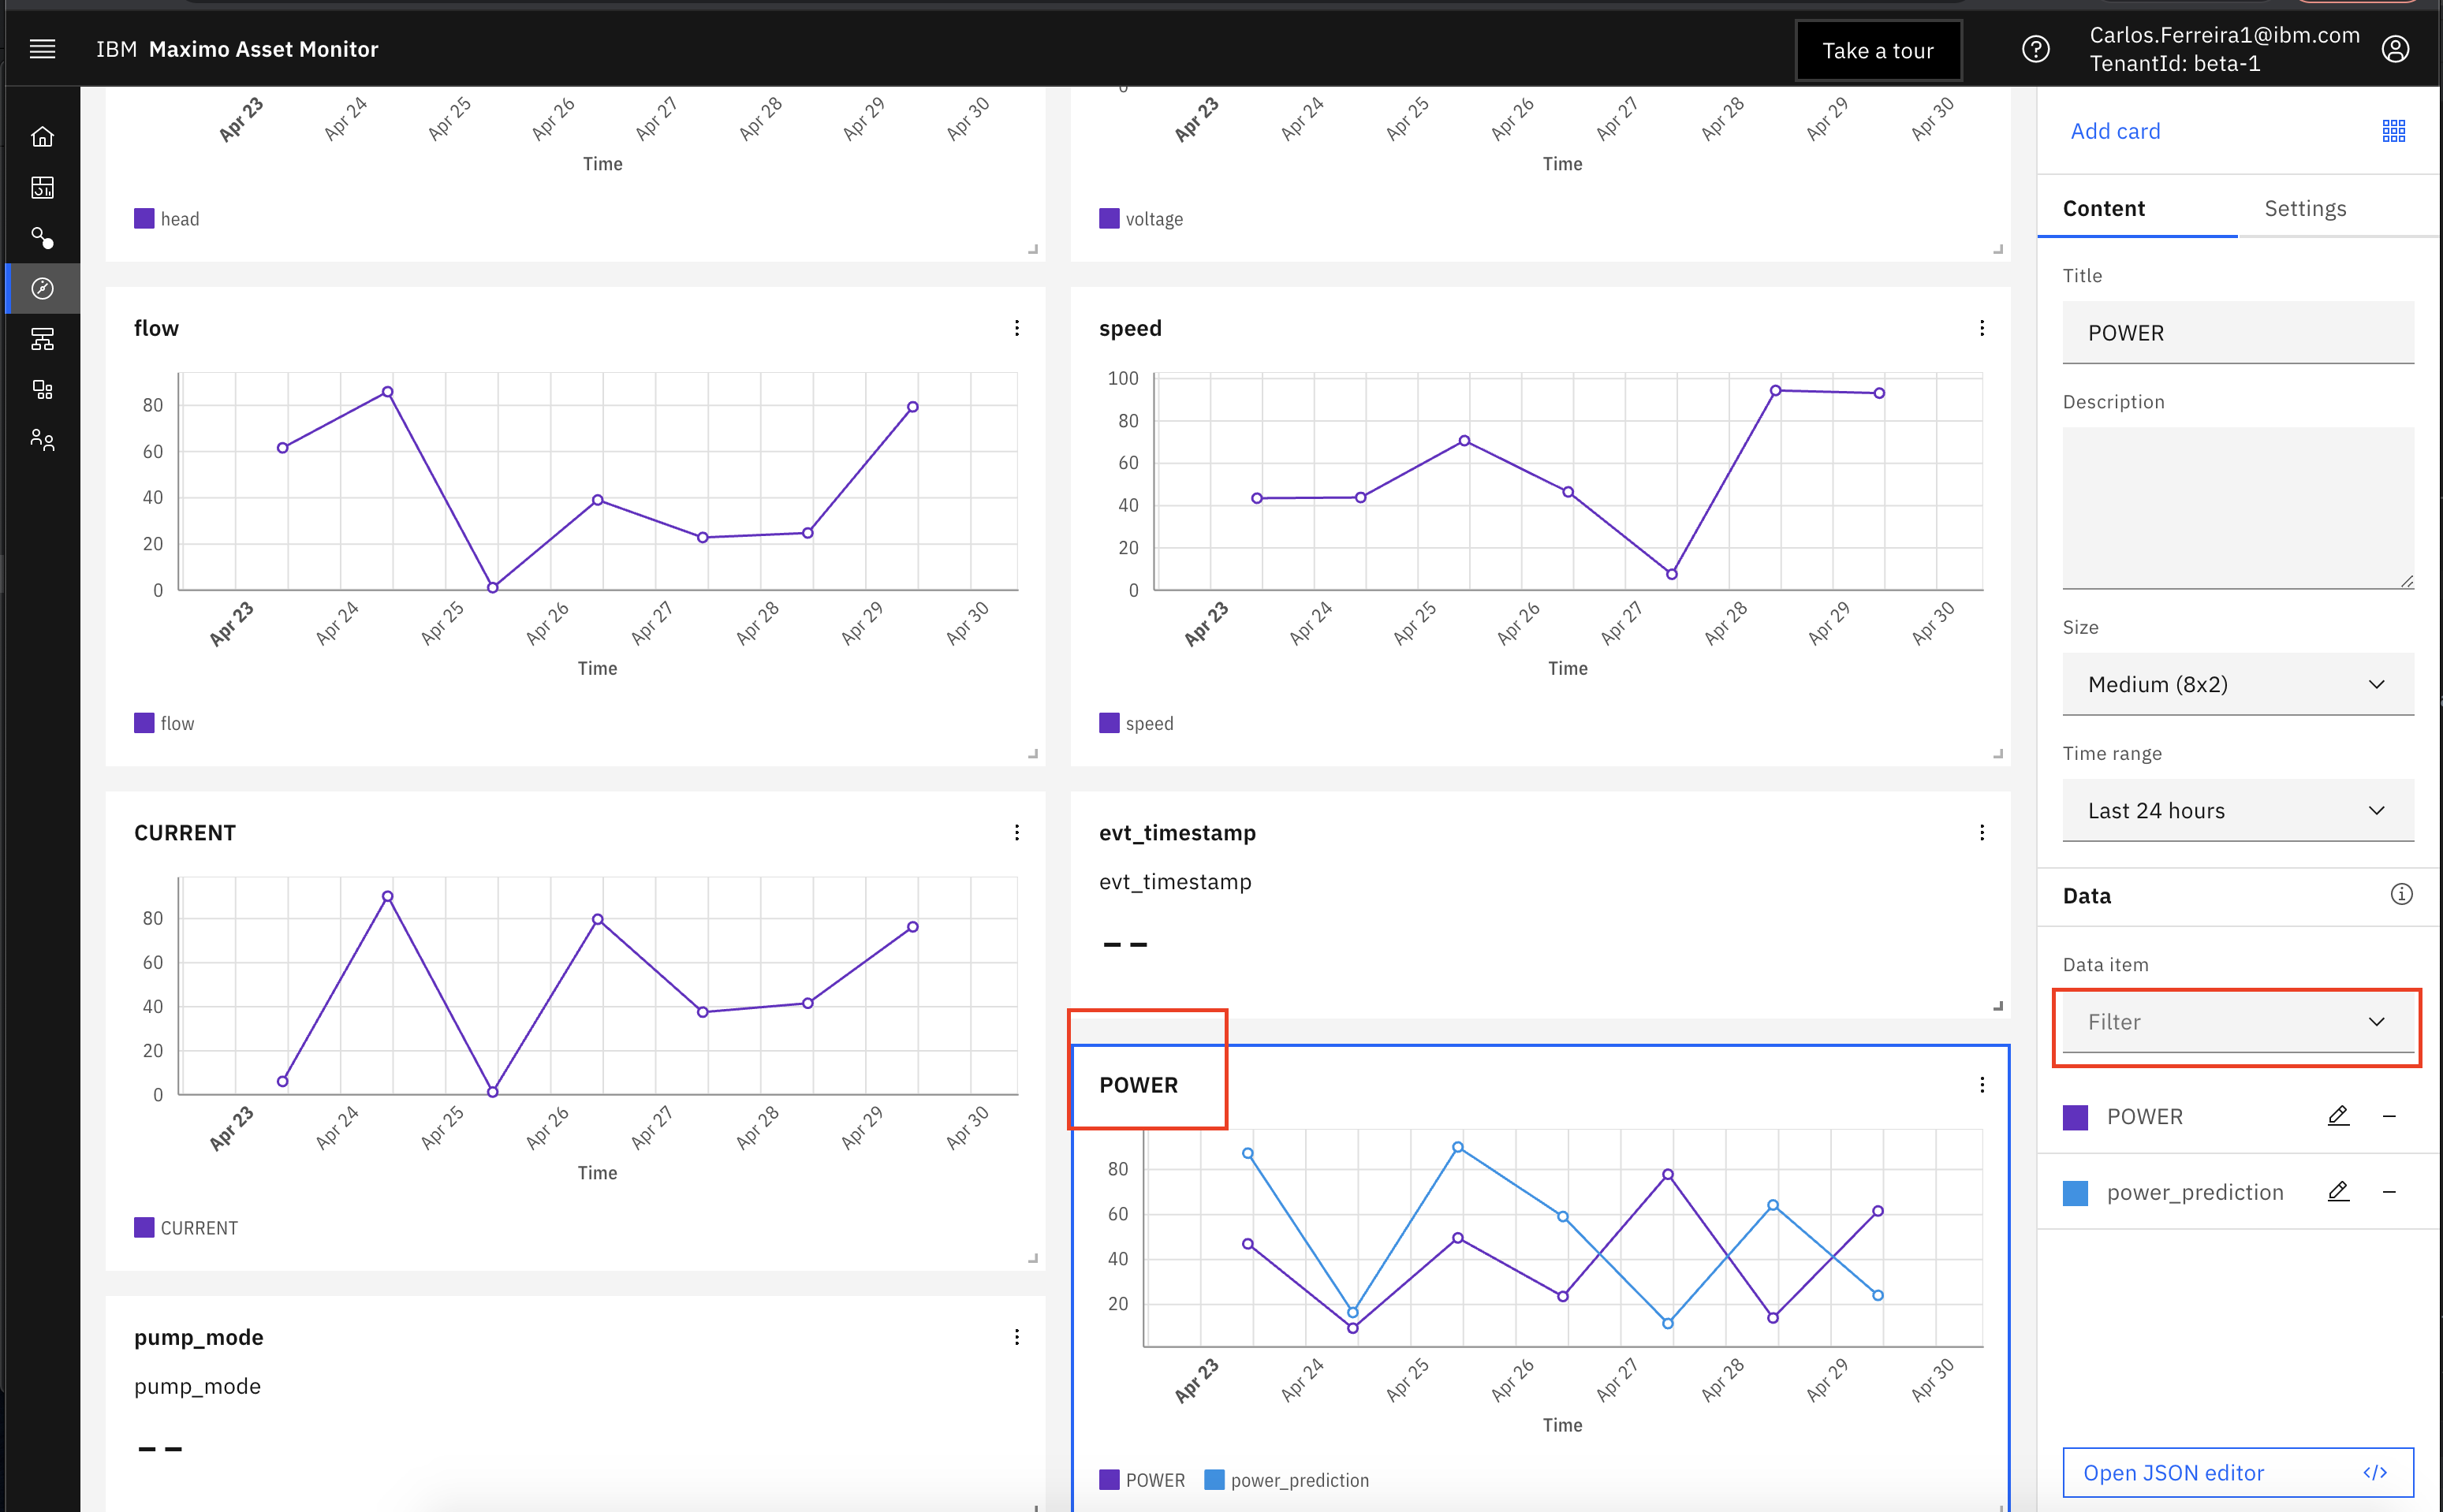 IBM Maximo Asset Monitor
Take a tour
Carlos.Ferreira1@ibm.com
TenantId: beta-1
Apr 23 Apr 24 Apr 25 Apr 26 Apr 27 Apr 28 Apr 29 Apr 30
Time
head
0
Apr 23 Apr 24 Apr 25 Apr 26 Apr 27 Apr 28 Apr 29 Apr 30
Time
voltage
flow
80
60
40
20
0
Apr 23 Apr 24 Apr 25 Apr 26 Apr 27 Apr 28 Apr 29 Apr 30
Time
flow
speed
100
80
60
40
20
0
Apr 23 Apr 24 Apr 25 Apr 26 Apr 27 Apr 28 Apr 29 Apr 30
Time
speed
CURRENT
80
60
40
20
0
Apr 23 Apr 24 Apr 25 Apr 26 Apr 27 Apr 28 Apr 29 Apr 30
Time
CURRENT
evt_timestamp
evt_timestamp
--
POWER
80
60
40
20
Apr 23 Apr 24 Apr 25 Apr 26 Apr 27 Apr 28 Apr 29 Apr 30
Time
POWER power_prediction
pump_mode
pump_mode
--
Add card
Content Settings
Title
POWER
Description
Size
Medium (8x2)
Time range
Last 24 hours
Data
Data item
Filter
POWER
power_prediction
Open JSON editor </>